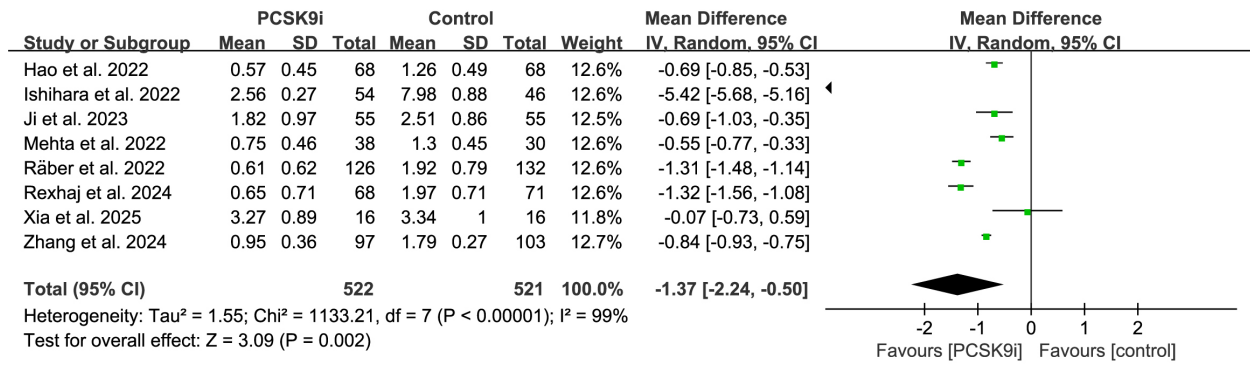 PCSK9i Control Mean Difference Mean Difference
Study or Subgroup Mean SD Total Mean SD Total Weight IV, Random, 95% CI IV, Random, 95% CI
Hao et al. 2022 0.57 0.45 68 1.26 0.49 68 12.6% -0.69 [-0.85, -0.53]
Ishihara et al. 2022 2.56 0.27 54 7.98 0.88 46 12.6% -5.42 [-5.68, -5.16]
Ji et al. 2023 1.82 0.97 55 2.51 0.86 55 12.5% -0.69 [-1.03, -0.35]
Mehta et al. 2022 0.75 0.46 38 1.3 0.45 30 12.6% -0.55 [-0.77, -0.33]
Räber et al. 2022 0.61 0.62 126 1.92 0.79 132 12.6% -1.31 [-1.48, -1.14]
Rexhaj et al. 2024 0.65 0.71 68 1.97 0.71 71 12.6% -1.32 [-1.56, -1.08]
Xia et al. 2025 3.27 0.89 16 3.34 1 16 11.8% -0.07 [-0.73, 0.59]
Zhang et al. 2024 0.95 0.36 97 1.79 0.27 103 12.7% -0.84 [-0.93, -0.75]
Total (95% CI) 522 521 100.0% -1.37 [-2.24, -0.50]
Heterogeneity: Tau² = 1.55; Chi² = 1133.21, df = 7 (P < 0.00001); I² = 99%
Test for overall effect: Z = 3.09 (P = 0.002)
-2 -1 0 1 2
Favours [PCSK9i] Favours [control]